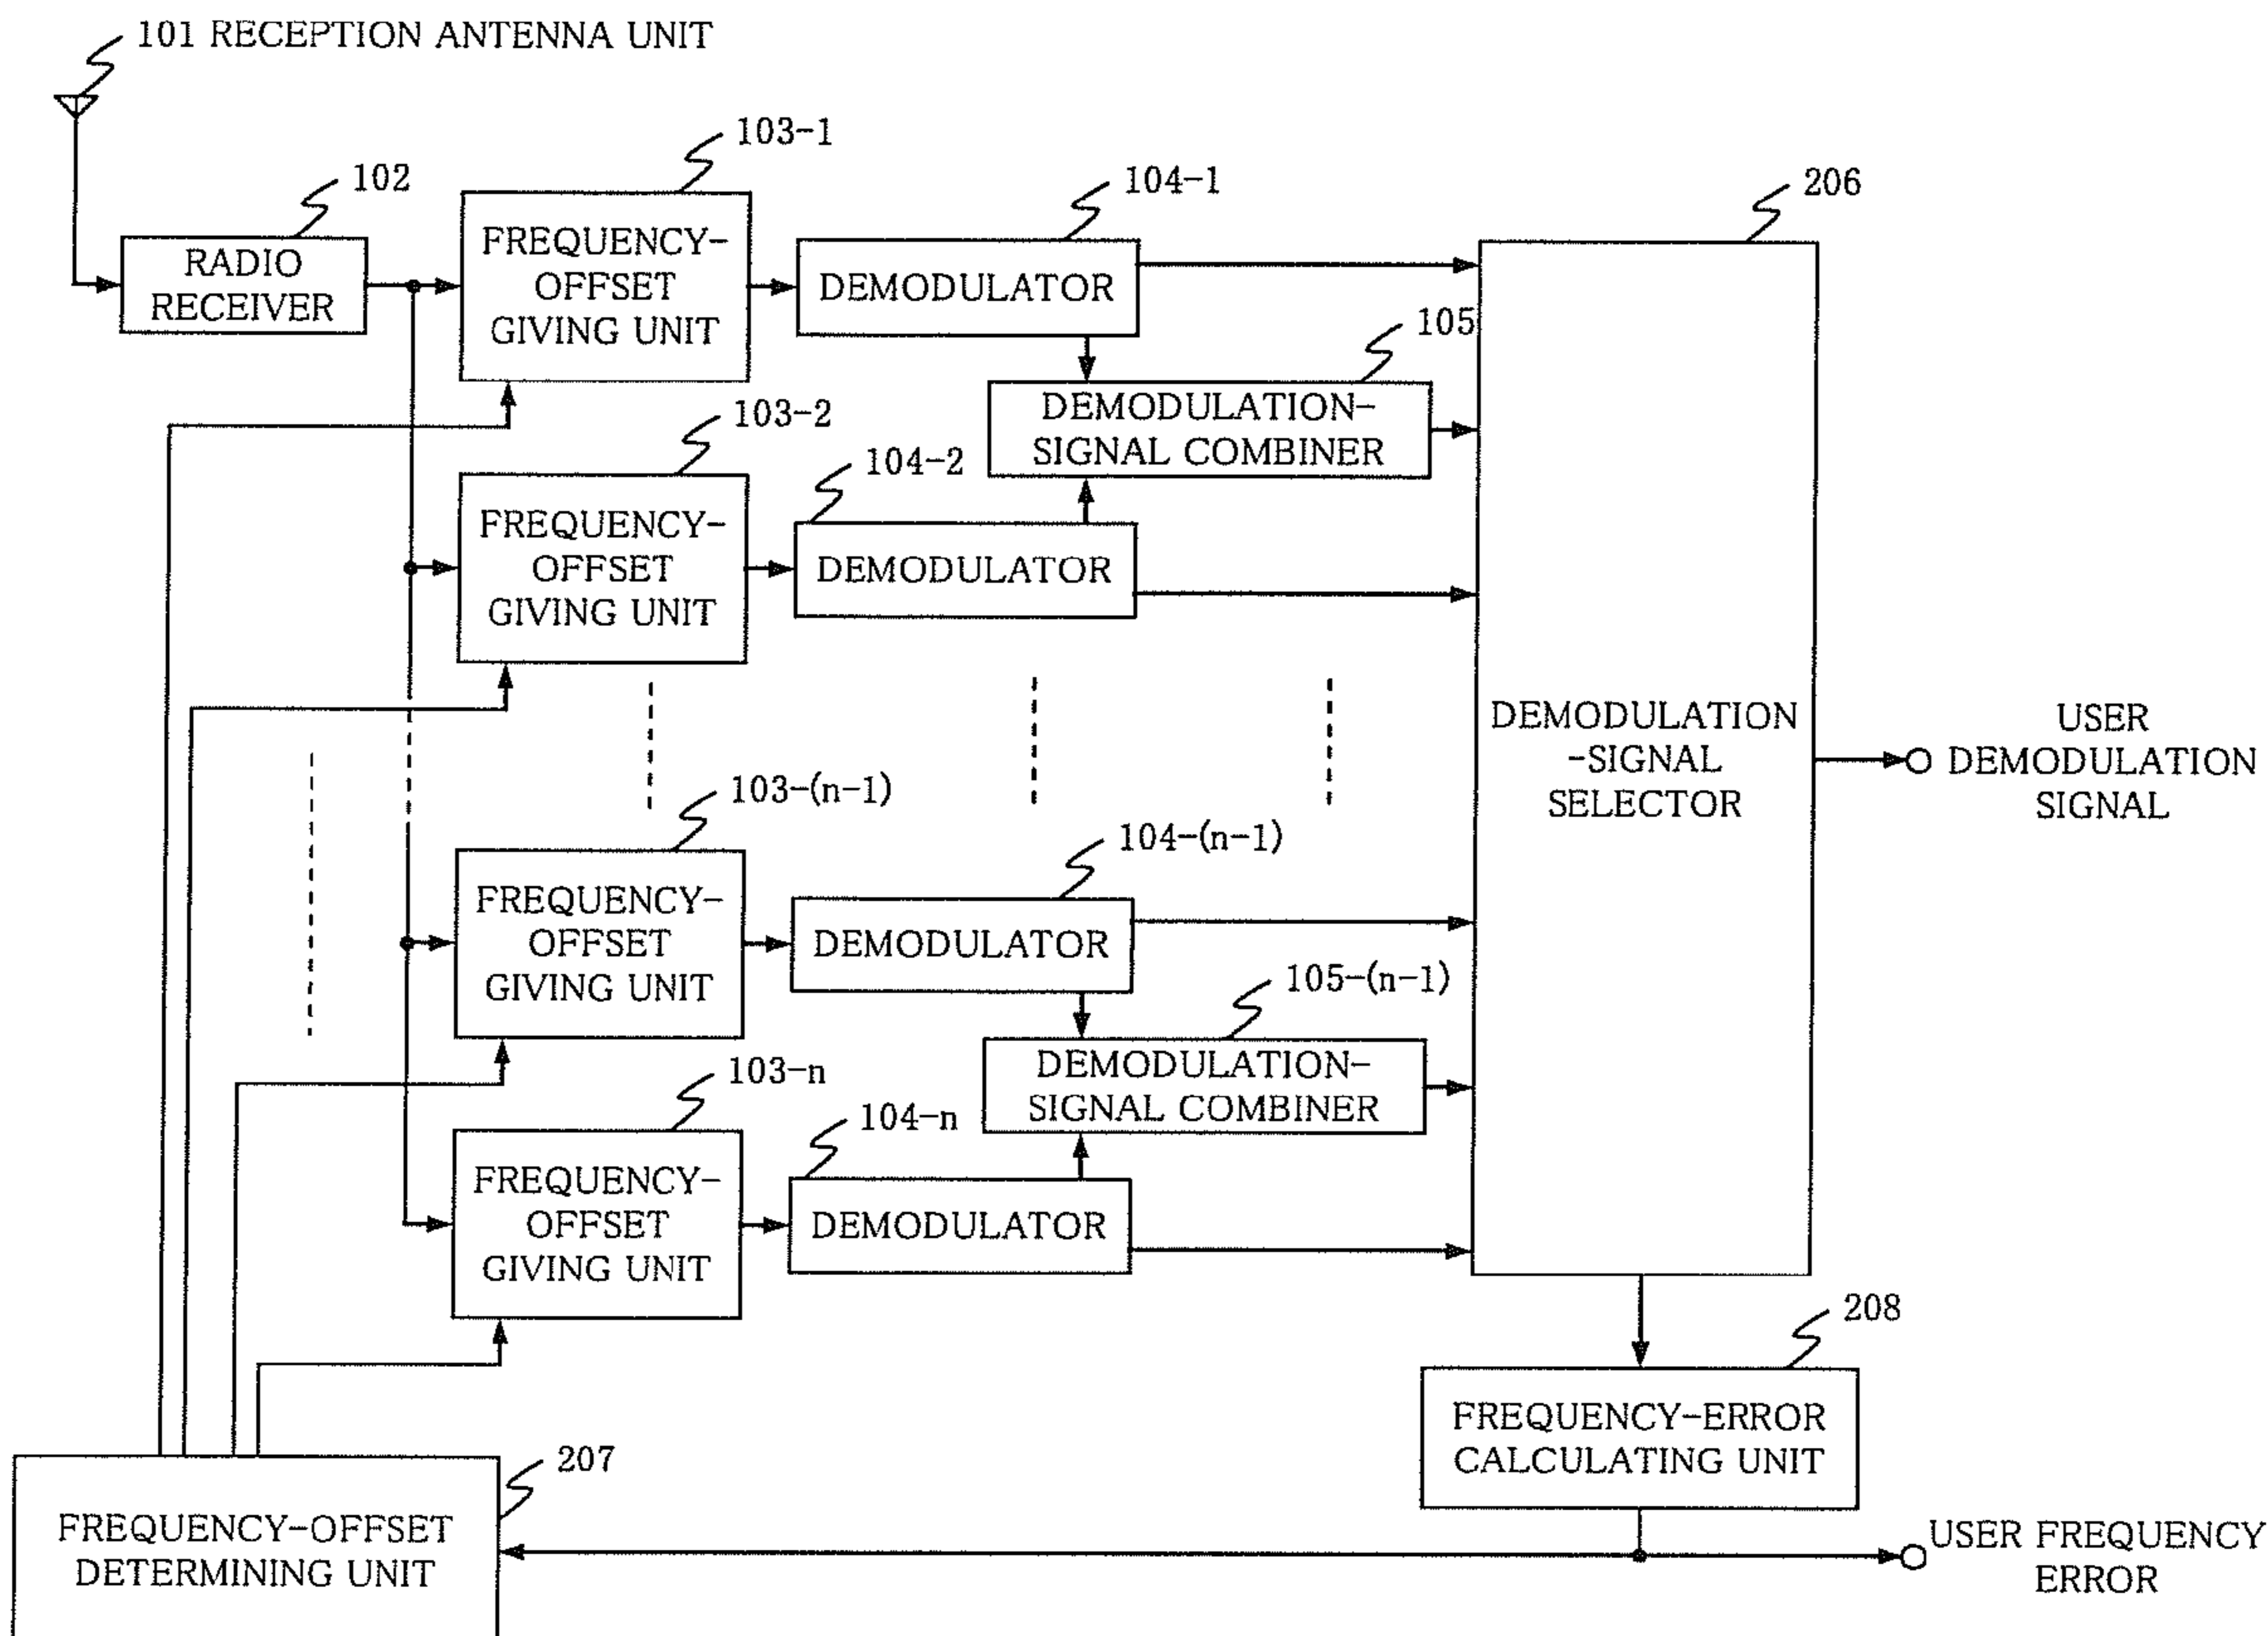 101 RECEPTION ANTENNA UNIT
103-1
102
104-1
206
RADIO
RECEIVER
FREQUENCY-
OFFSET
GIVING UNIT
DEMODULATOR
105
103-2
DEMODULATION-
SIGNAL COMBINER
104-2
FREQUENCY-
OFFSET
GIVING UNIT
DEMODULATOR
DEMODULATION
-SIGNAL
SELECTOR
USER
DEMODULATION
SIGNAL
103-(n-1)
104-(n-1)
FREQUENCY-
OFFSET
GIVING UNIT
DEMODULATOR
105-(n-1)
103-n
DEMODULATION-
SIGNAL COMBINER
104-n
FREQUENCY-
OFFSET
GIVING UNIT
DEMODULATOR
208
FREQUENCY-ERROR
CALCULATING UNIT
207
FREQUENCY-OFFSET
DETERMINING UNIT
USER FREQUENCY
ERROR